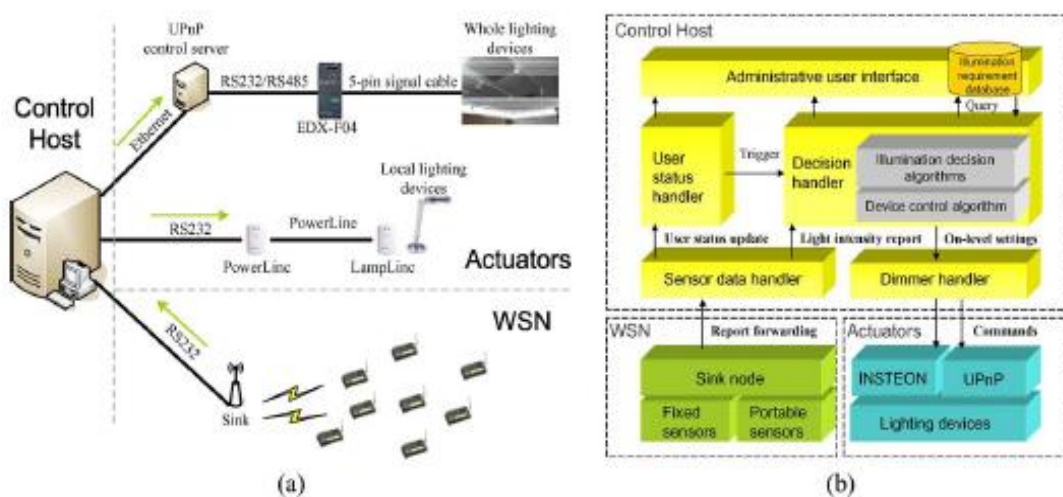 UPnP
control server
Whole lighting
devices
RS232/RS485
5-pin signal cable
EDX-F04
Control
Host
Ethernet
Local lighting
devices
RS232
PowerLine
PowerLine
LampLine
Actuators
WSN
RS232
Sink
(a)
Control Host
Administrative user interface
Illumination
requirement
database
Query
User
status
handler
Trigger
Decision
handler
Illumination decision
algorithms
Device control algorithm
User status update
Light intensity report
On-level settings
Sensor data handler
Dimmer handler
WSN
Report forwarding
Actuators
Commands
Sink node
Fixed
sensors
Portable
sensors
INSTEON
UPnP
Lighting devices
(b)